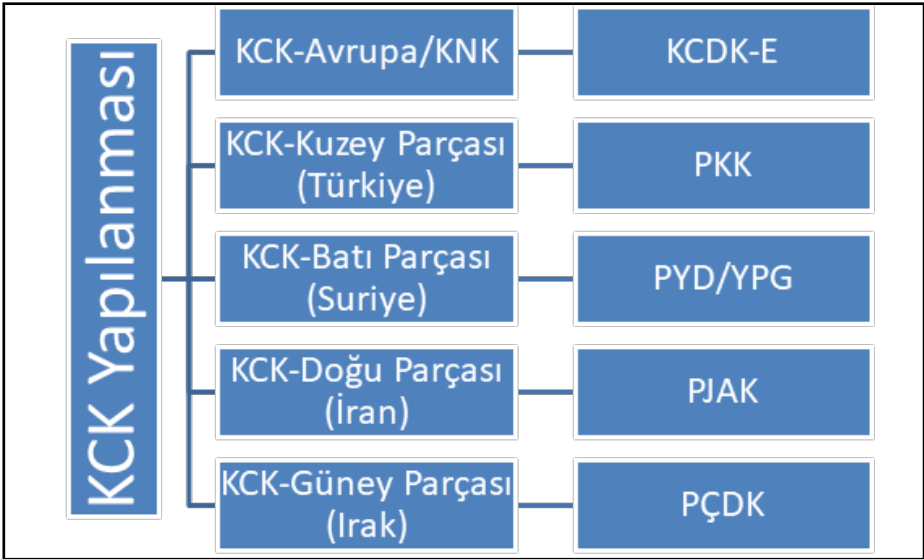 KCK Yapılanması
KCK-Avrupa/KNK
KCDK-E
KCK-Kuzey Parçası
(Türkiye)
PKK
KCK-Batı Parçası
(Suriye)
PYD/YPG
KCK-Doğu Parçası
(İran)
PJAK
KCK-Güney Parçası
(Irak)
PÇDK